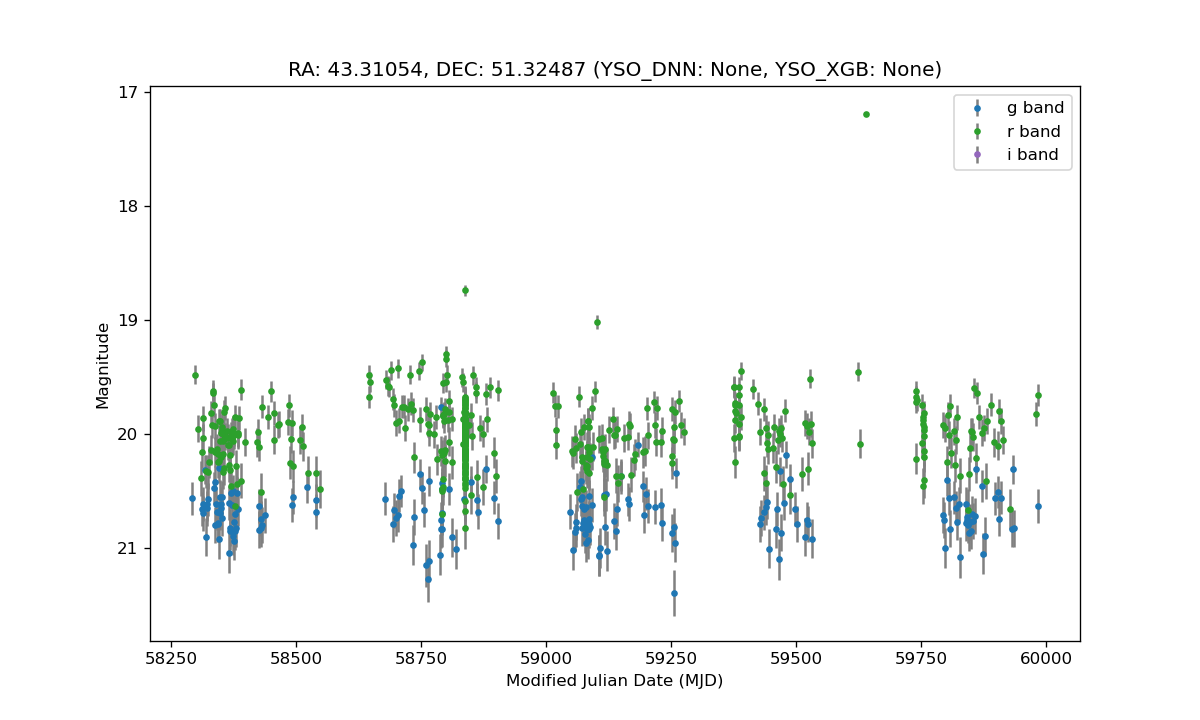 RA: 43.31054, DEC: 51.32487 (YSO_DNN: None, YSO_XGB: None)
17
18
19
20
21
Magnitude
g band
r band
i band
58250 58500 58750 59000 59250 59500 59750 60000
Modified Julian Date (MJD)